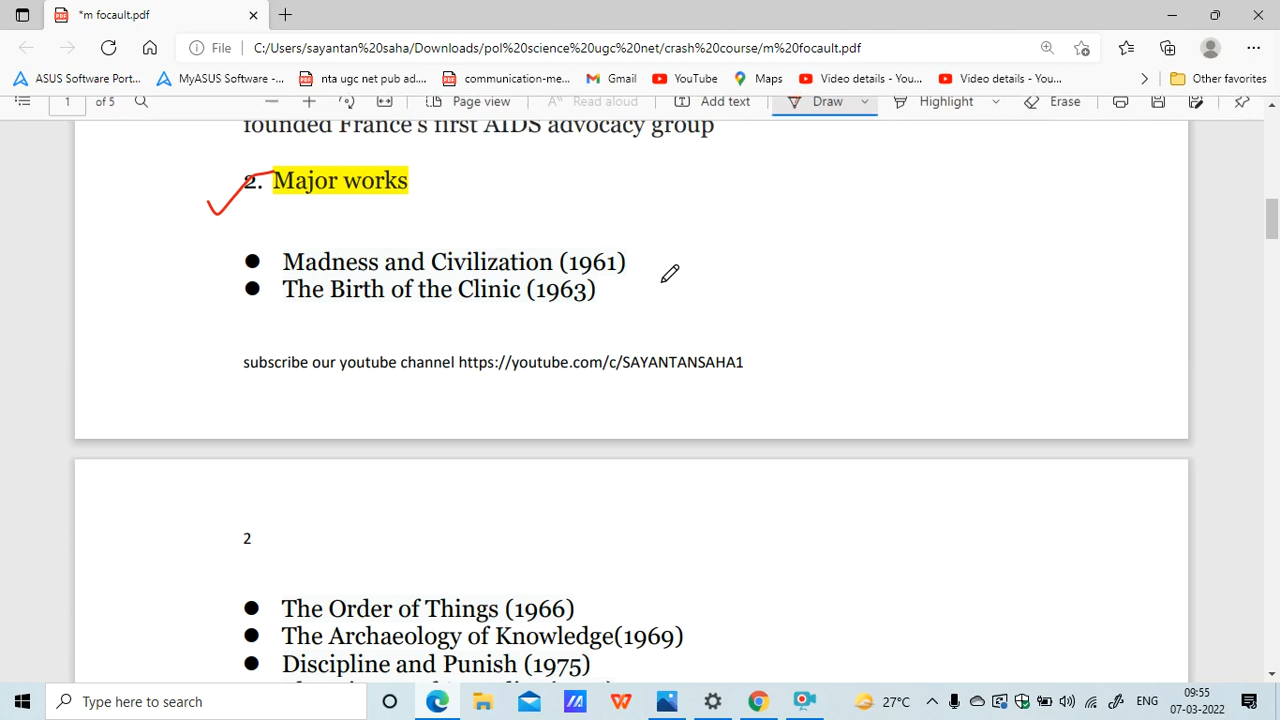 *m focault.pdf
File
C:/Users/sayantan%20saha/Downloads/pol%20science%20ugc%20net/crash%20course/m%20focault.pdf
ASUS Software Port...
MyASUS Software -...
nta ugc net pub ad...
communication-me...
Gmail
YouTube
Maps
Video details - You...
Video details - You...
Other favorites
1 of 5
Page view
Read aloud
Add text
Draw
Highlight
Erase
founded France's first AIDS advocacy group
2. Major works
● Madness and Civilization (1961)
● The Birth of the Clinic (1963)
subscribe our youtube channel https://youtube.com/c/SAYANTANSAHA1
2
● The Order of Things (1966)
● The Archaeology of Knowledge(1969)
● Discipline and Punish (1975)
Type here to search
27°C
ENG
09:55
07-03-2022